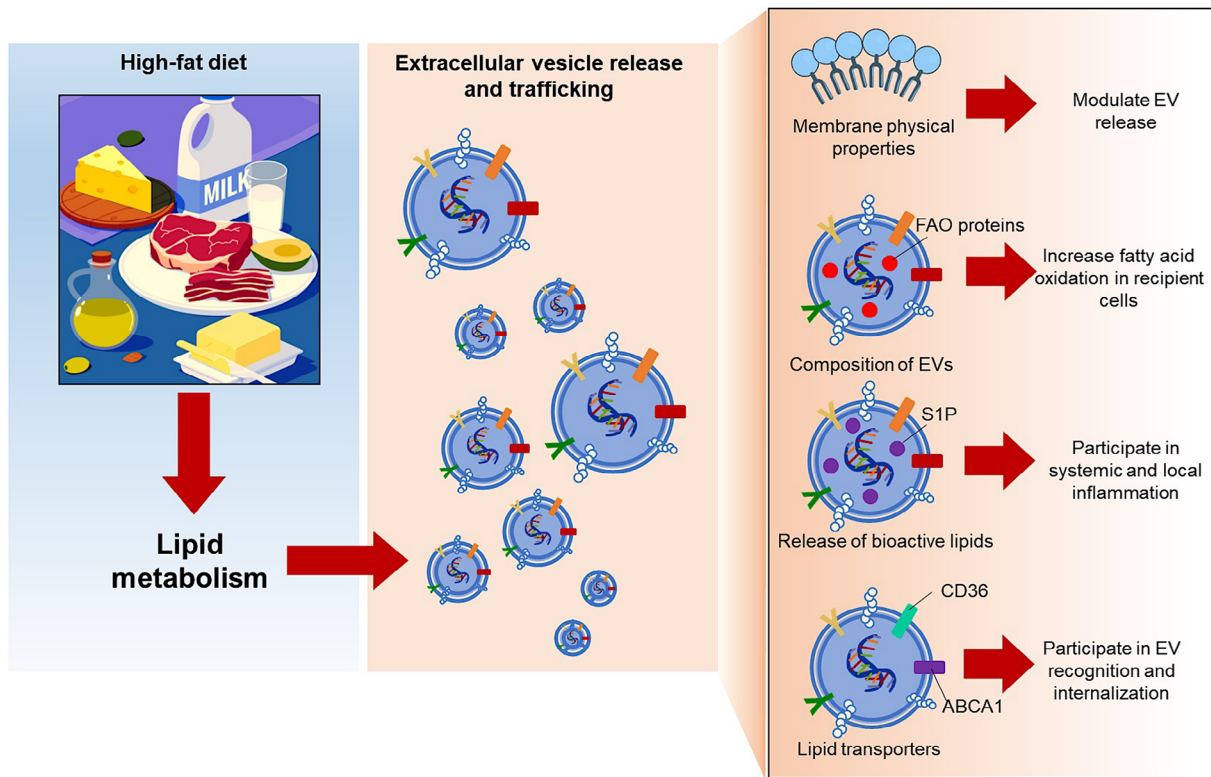 High-fat diet
MILK
Lipid
metabolism
Extracellular vesicle release
and trafficking
Membrane physical
properties
Modulate EV
release
FAO proteins
Composition of EVs
Increase fatty acid
oxidation in recipient
cells
S1P
Release of bioactive lipids
Participate in
systemic and local
inflammation
CD36
ABCA1
Lipid transporters
Participate in EV
recognition and
internalization